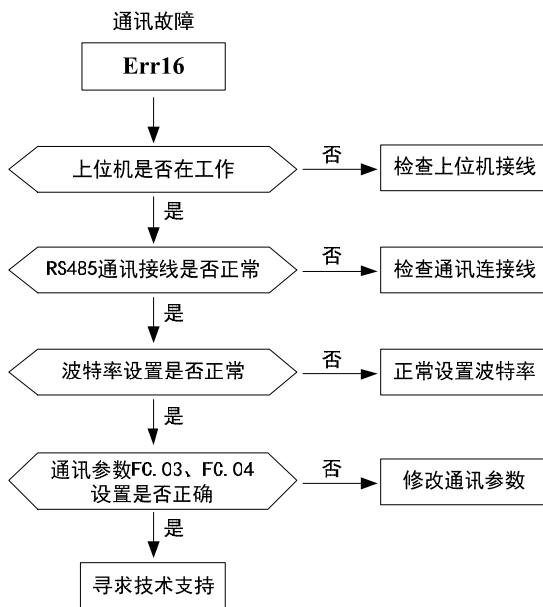 通讯故障
Err16
上位机是否在工作
否
检查上位机接线
是
RS485通讯接线是否正常
否
检查通讯连接线
是
波特率设置是否正常
否
正常设置波特率
是
通讯参数FC.03、FC.04
设置是否正确
否
修改通讯参数
是
寻求技术支持